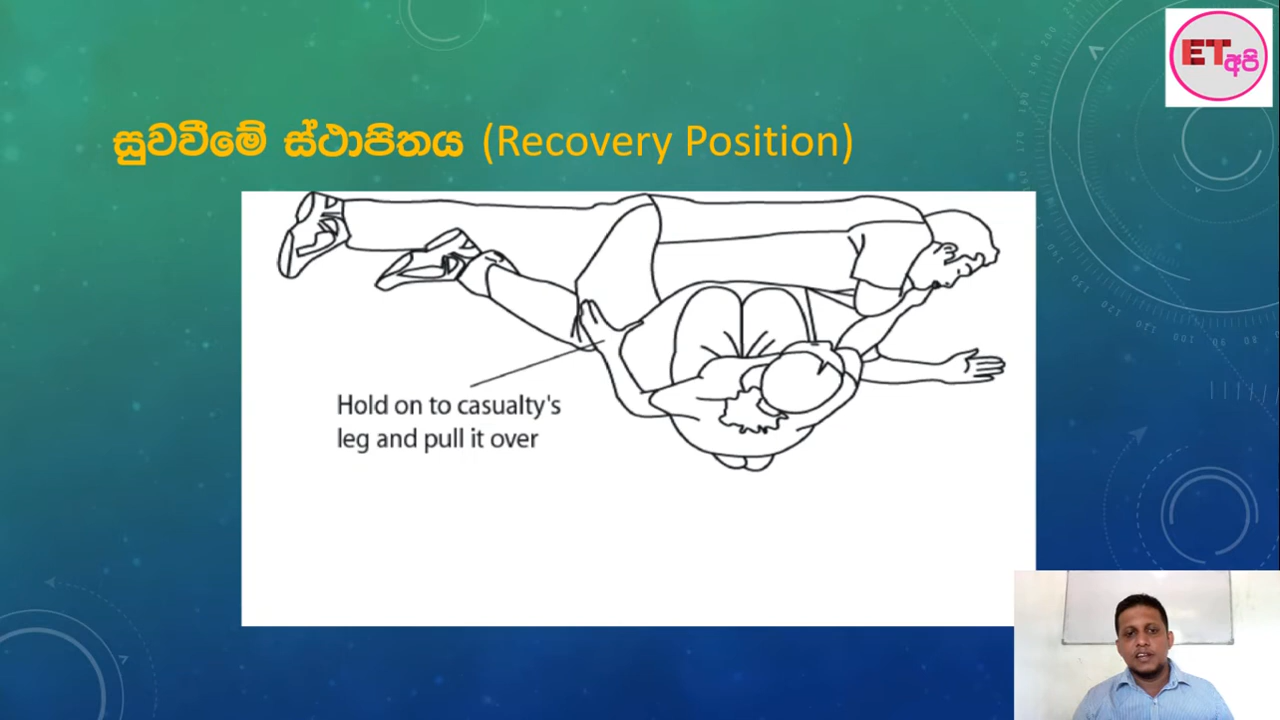 ET අපි
සුවවීමේ ස්ථාපිතය (Recovery Position)
Hold on to casualty's
leg and pull it over